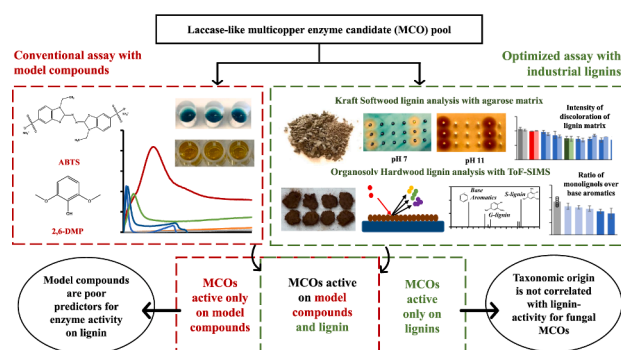 Laccase-like multicopper enzyme candidate (MCO) pool
Conventional assay with
model compounds
Optimized assay with
industrial lignins
ABTS
2,6-DMP
OH
Kraft Softwood lignin analysis with agarose matrix
pH 7
pH 11
Intensity of
discoloration of
lignin matrix
Organosolv Hardwood lignin analysis with ToF-SIMS
Base
Aromatics
G-lignin
S-lignin
Ratio of
monolignols over
base aromatics
Model compounds
are poor
predictors for
enzyme activity
on lignin
MCOs
active only
on model
compounds
MCOs active
on model
compounds
and lignin
MCOs
active
only on
lignins
Taxonomic origin
is not correlated
with lignin-
activity for fungal
MCOs